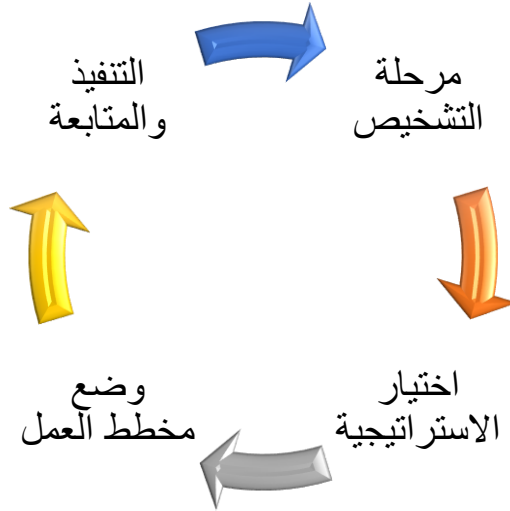 مرحلة
التشخيص
اختيار
الاستراتيجية
وضع
مخطط العمل
التنفيذ
والمتابعة